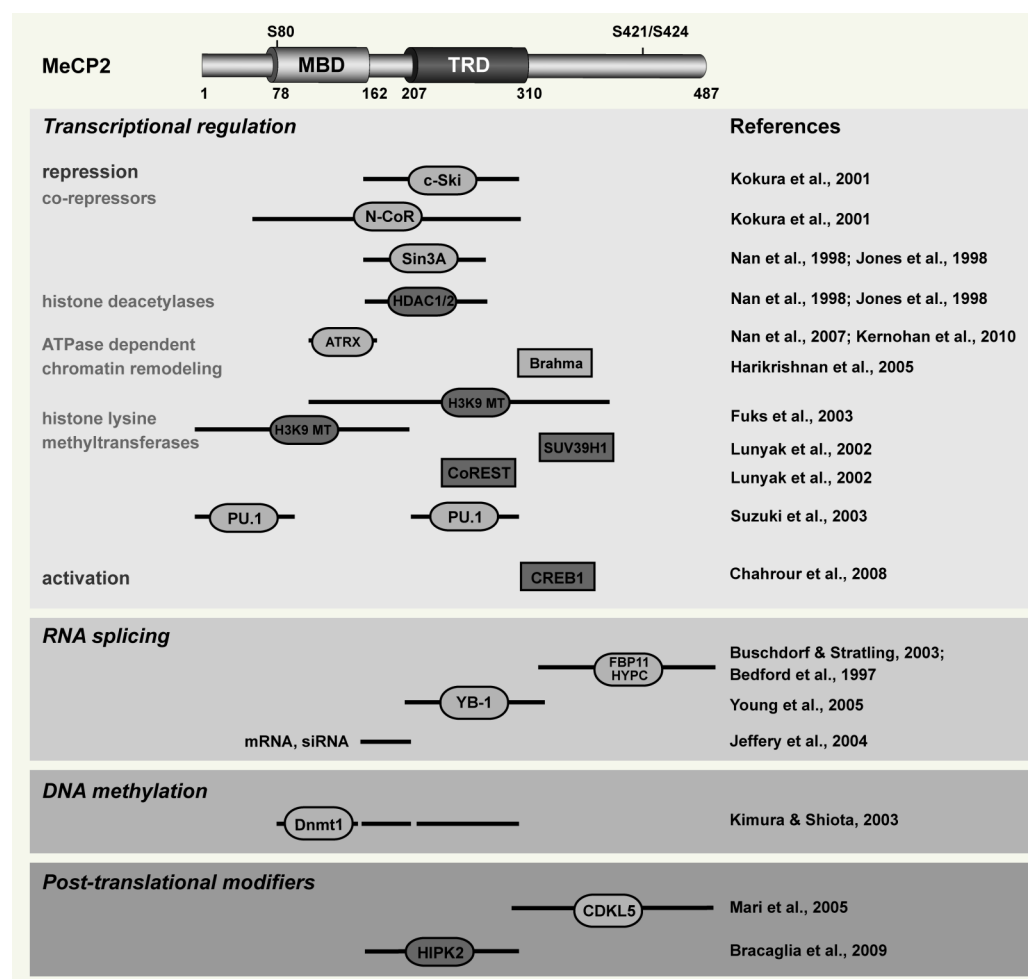 S80 S421/S424
MeCP2 MBD TRD
1 78 162 207 310 487
Transcriptional regulation References
repression c-Ski Kokura et al., 2001
co-repressors
N-CoR Kokura et al., 2001
Sin3A Nan et al., 1998; Jones et al., 1998
histone deacetylases HDAC1/2 Nan et al., 1998; Jones et al., 1998
ATPase dependent ATRX Nan et al., 2007; Kernohan et al., 2010
chromatin remodeling Brahma Harikrishnan et al., 2005
H3K9 MT
histone lysine Fuks et al., 2003
H3K9 MT
methyltransferases SUV39H1 Lunyak et al., 2002
CoREST Lunyak et al., 2002
PU.1 PU.1 Suzuki et al., 2003
activation CREB1 Chahrour et al., 2008
RNA splicing
Buschdorf & Stratling, 2003;
FBP11
HYPC Bedford et al., 1997
YB-1 Young et al., 2005
mRNA, siRNA Jeffery et al., 2004
DNA methylation
Dnmt1 Kimura & Shiota, 2003
Post-translational modifiers
CDKL5 Mari et al., 2005
HIPK2 Bracaglia et al., 2009